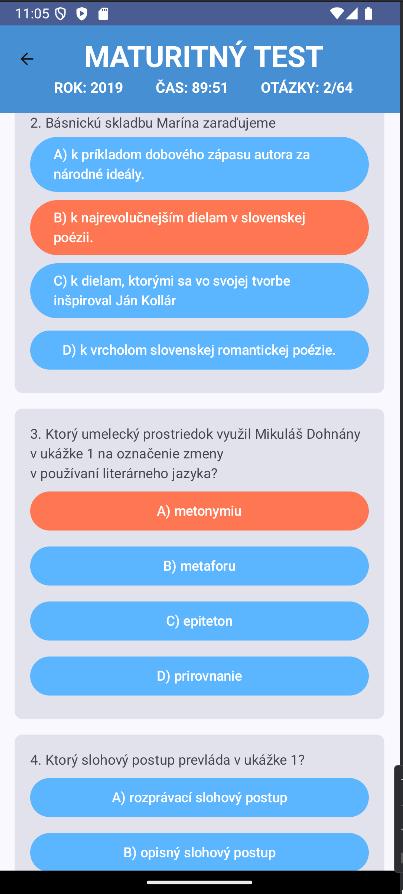 11:05
MATURITNÝ TEST
ROK: 2019 ČAS: 89:51 OTÁZKY: 2/64
2. Básnickú skladbu Marína zaraďujeme
A) k príkladom dobového zápasu autora za
národné ideály.
B) k najrevolučnejším dielam v slovenskej
poézii.
C) k dielam, ktorými sa vo svojej tvorbe
inšpiroval Ján Kollár
D) k vrcholom slovenskej romantickej poézie.
3. Ktorý umelecký prostriedok využil Mikuláš Dohnány
v ukážke 1 na označenie zmeny
v používaní literárneho jazyka?
A) metonymiu
B) metaforu
C) epiteton
D) prirovnanie
4. Ktorý slohový postup prevláda v ukážke 1?
A) rozprávací slohový postup
B) opisný slohový postup